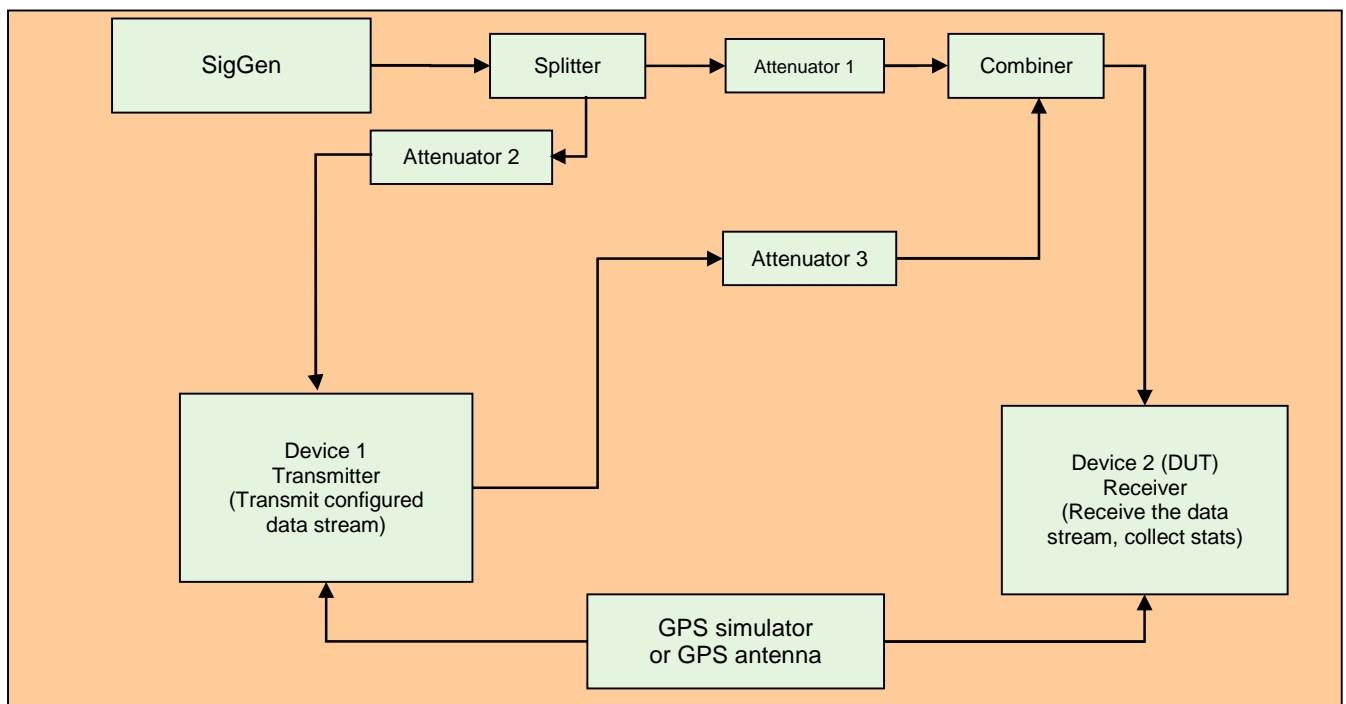 SigGen
Splitter
Attenuator 1
Combiner
Attenuator 2
Attenuator 3
Device 1
Transmitter
(Transmit configured
data stream)
Device 2 (DUT)
Receiver
(Receive the data
stream, collect stats)
GPS simulator
or GPS antenna